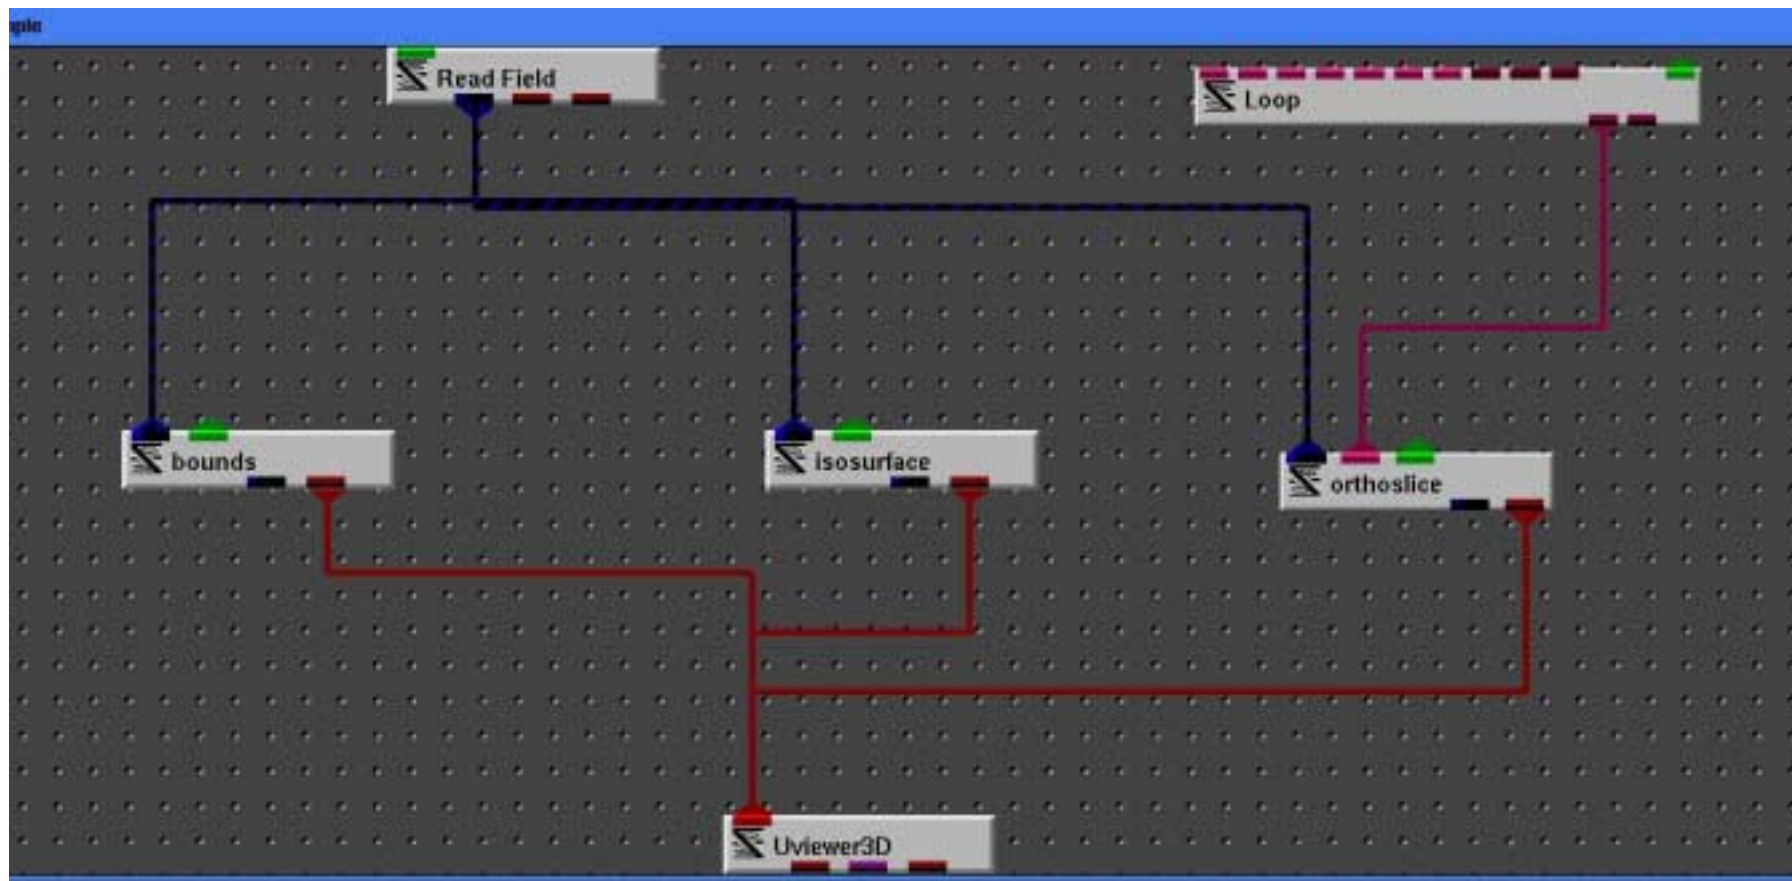 Read Field
Loop
bounds
isosurface
orthoslice
Uviewer3D